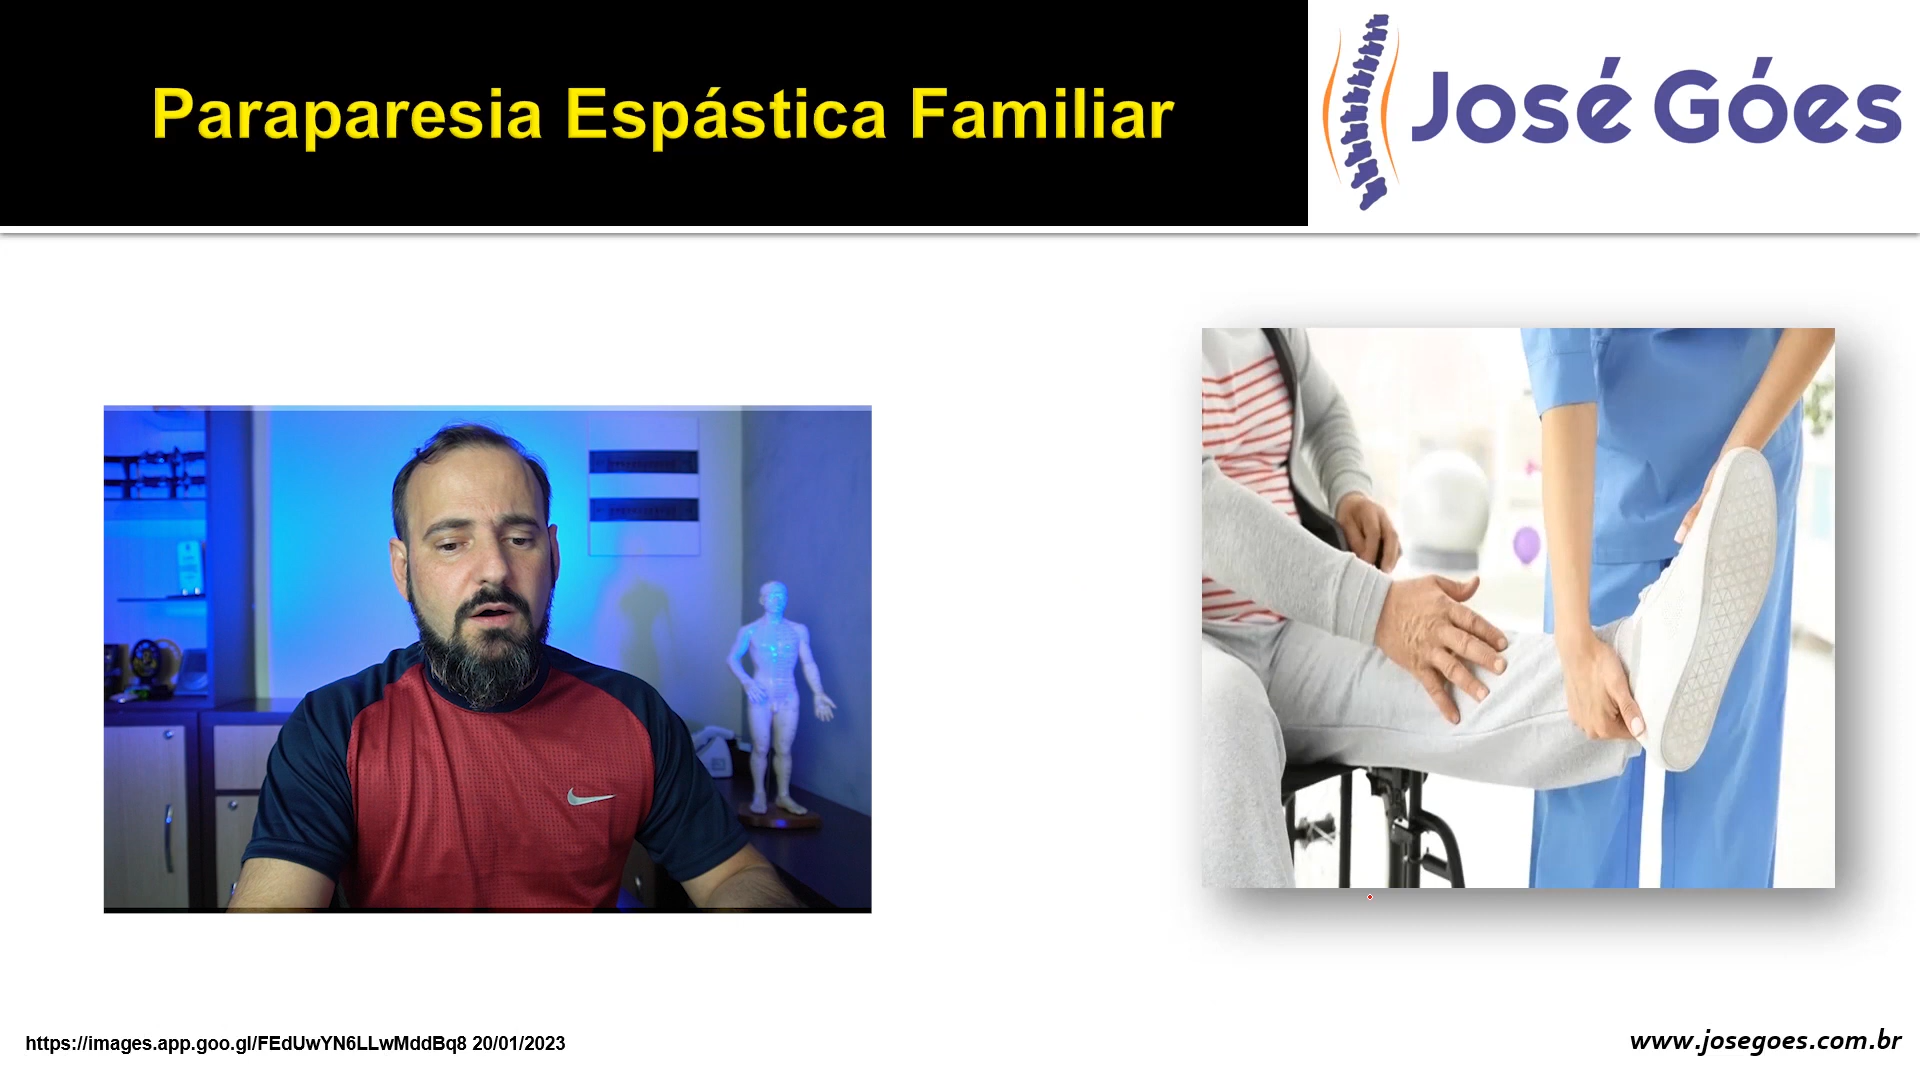 Paraparesia Espástica Familiar
José Góes
https://images.app.goo.gl/FEdUwYN6LLwMddBq8 20/01/2023
www.josegoes.com.br